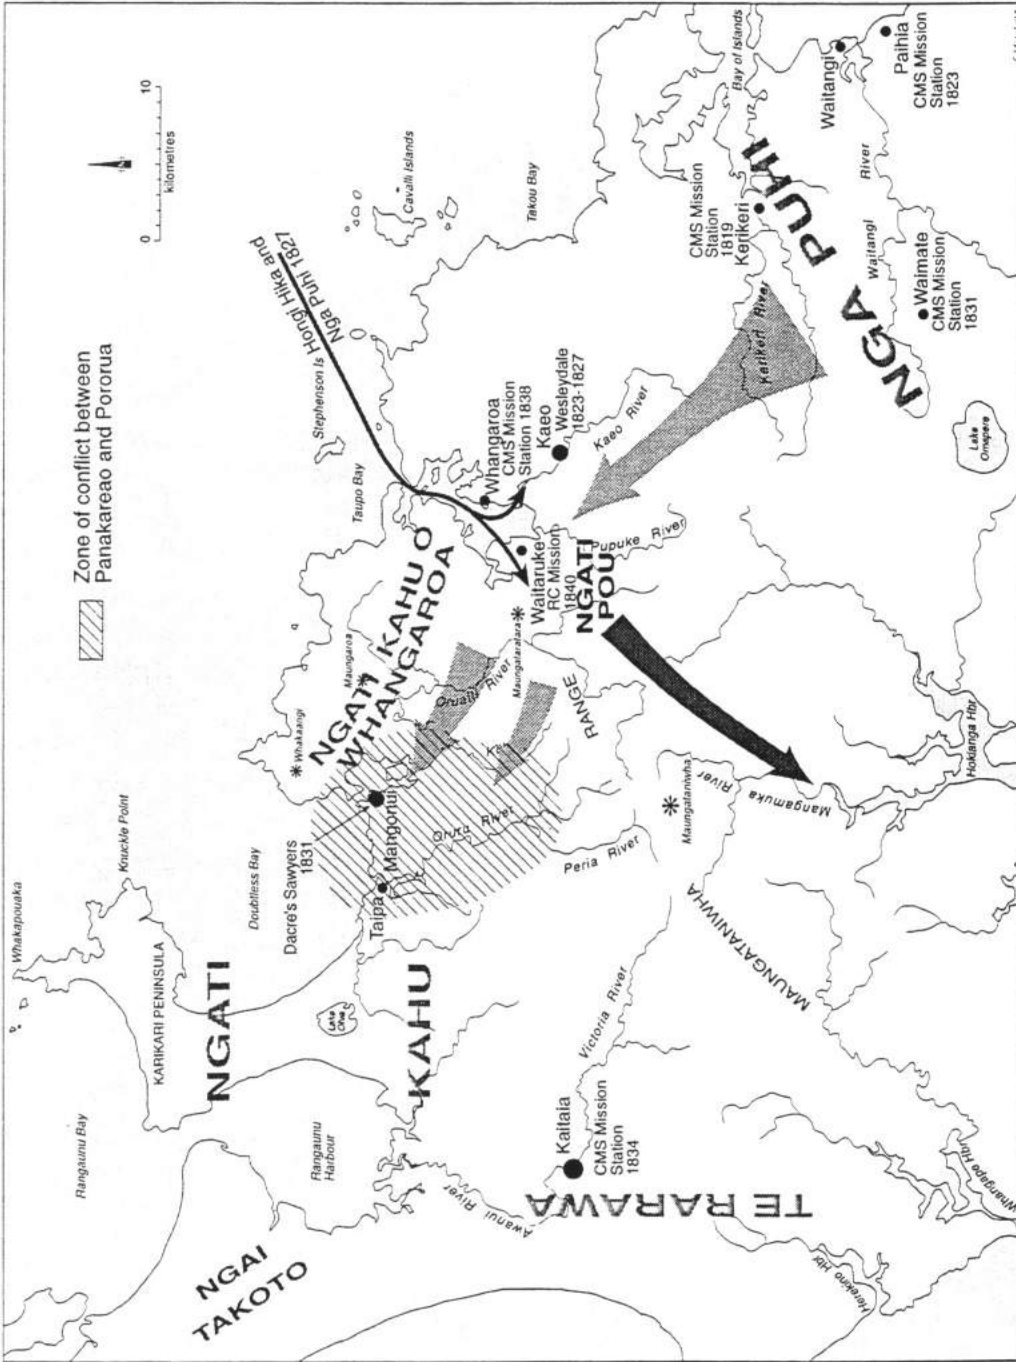 Whakapouaka
Knuckle Point
Rangaunu Bay
KARIKARI PENINSULA
Doubtless Bay
Zone of conflict between
Panakareao and Pororua
0
10
kilometres
NGATI
KAHU
Rangaunu
Harbour
Lake
Ohia
NGAI
TAKOTO
Dacre's Sawyers
1831
Taipa
Mangonui
Whakaangi
Maungaroa
NGATI KAHU O
WHANGAROA
Taupo Bay
Stephenson Is
Hongi Hika and
Nga Puhi 1827
Cavalli Islands
Takou Bay
Whangaroa
CMS Mission
Station 1838
Kaeo
Wesleydale
1823-1827
Kaeo River
Waitaruke
RC Mission
1840
NGATI
POU
Pupuke River
Maungataratara
Oruaiti River
Oruru River
Peria River
RANGE
MAUNGATANIWHA
Maungataniwha
Mangamuka River
Victoria River
Awanui River
Kaitaia
CMS Mission
Station
1834
TE RARAWA
Herekino Hbr
Whangape Hbr
Hokianga Hbr
Bay of Islands
CMS Mission
Station
1819
Kerikeri
Kerikeri River
NGA PUHI
Waitangi
Paihia
CMS Mission
Station
1823
Waitangi River
Waimate
CMS Mission
Station
1831
Lake
Omapere